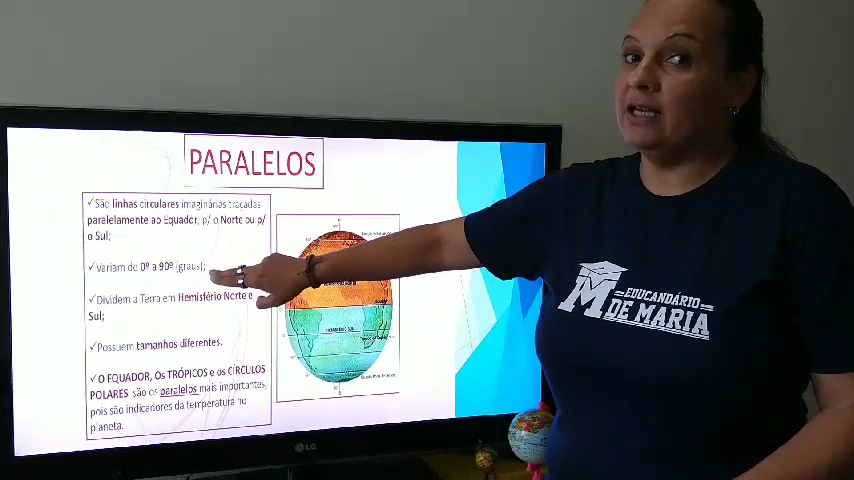 PARALELOS
✓São linhas circulares imaginárias traçadas
paralelamente ao Equador, p/ o Norte ou p/
o Sul;
✓Variam de 0º a 90º (graus);
✓Dividem a Terra em Hemisfério Norte e
Sul;
✓Possuem tamanhos diferentes.
✓O EQUADOR, Os TRÓPICOS e os CÍRCULOS
POLARES são os paralelos mais importantes,
pois são indicadores da temperatura no
planeta.
N
HEMISFÉRIO SUL
S
LG
M EDUCANDÁRIO
DE MARIA